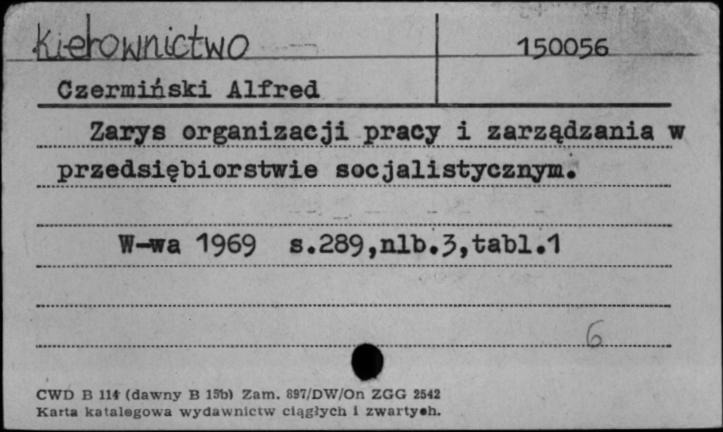 Kierownictwo
150056
Czermiński Alfred
Zarys organizacji pracy i zarządzania w
przedsiębiorstwie socjalistycznym.
W-wa 1969 s.289,nlb.3,tabl.1
6
CWD B 114 (dawny B 15b) Zam. 897/DW/On ZGG 2542
Karta katalogowa wydawnictw ciągłych i zwartych.